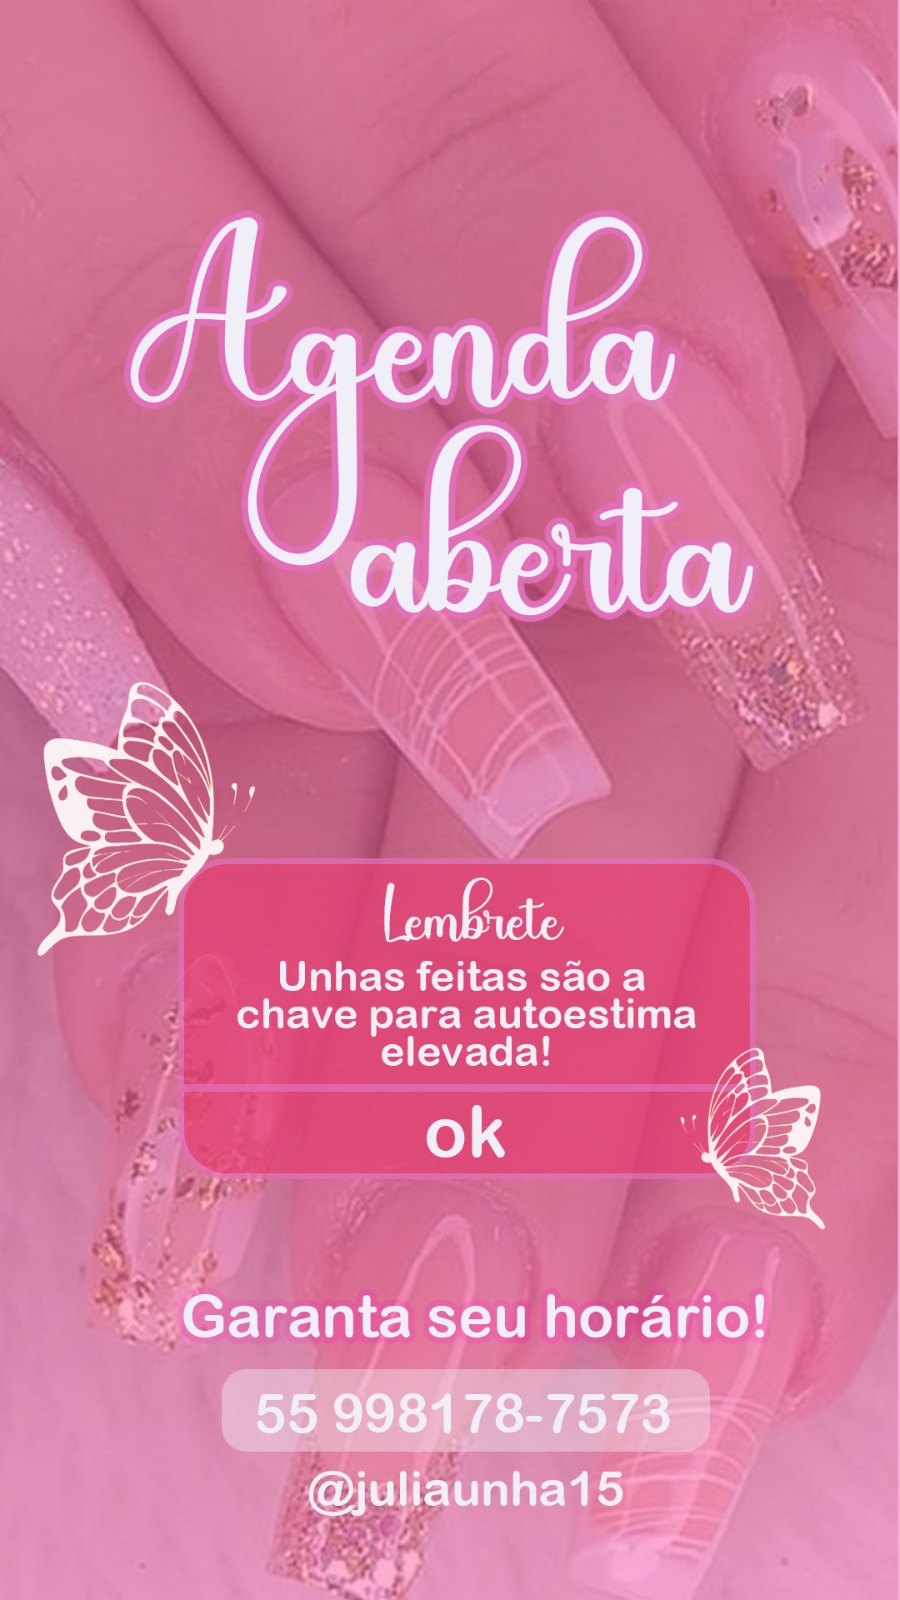 Agenda
aberta
Lembrete
Unhas feitas são a
chave para autoestima
elevada!
ok
Garanta seu horário!
55 998178-7573
@juliaunha15